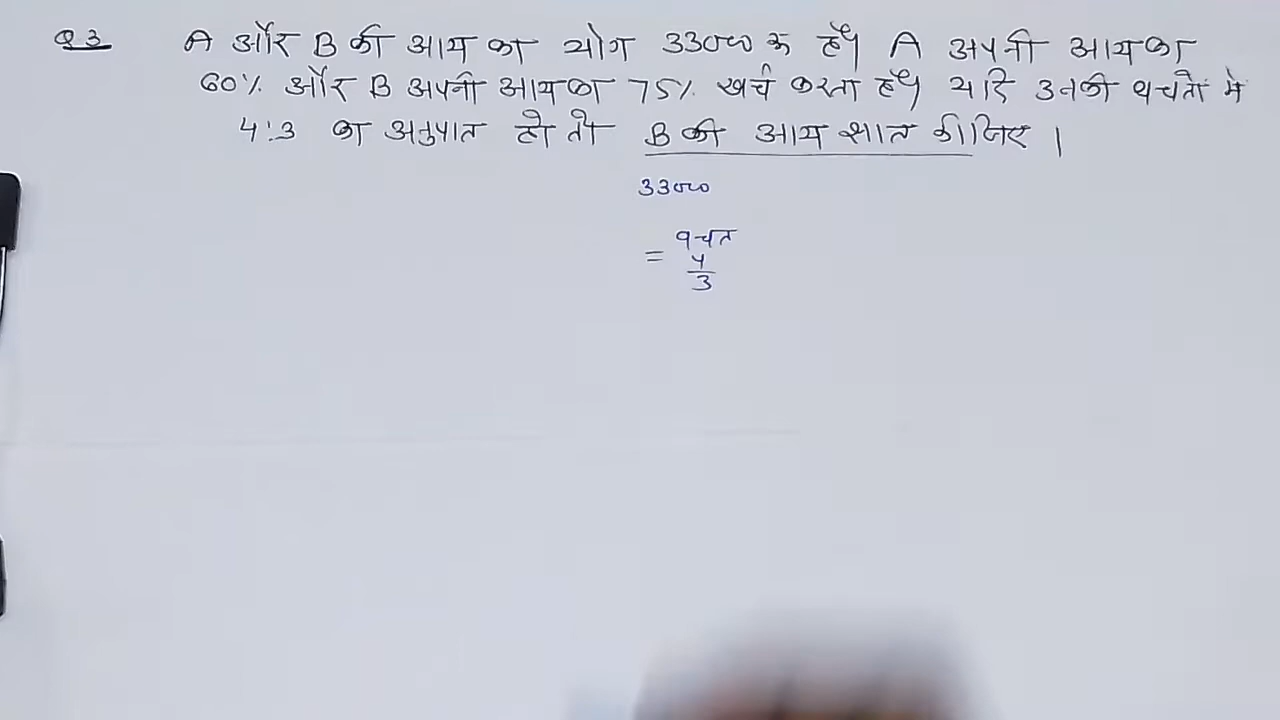 Q 3 A और B की आय का योग 33000 रू हैं। A अपनी आय का
60% और B अपनी आय का 75% खर्च करता हैं। यदि उनकी बचतो मे
4:3 का अनुपात हो तो B की आय ज्ञात कीजिए।
33000
बचत
= 4
3